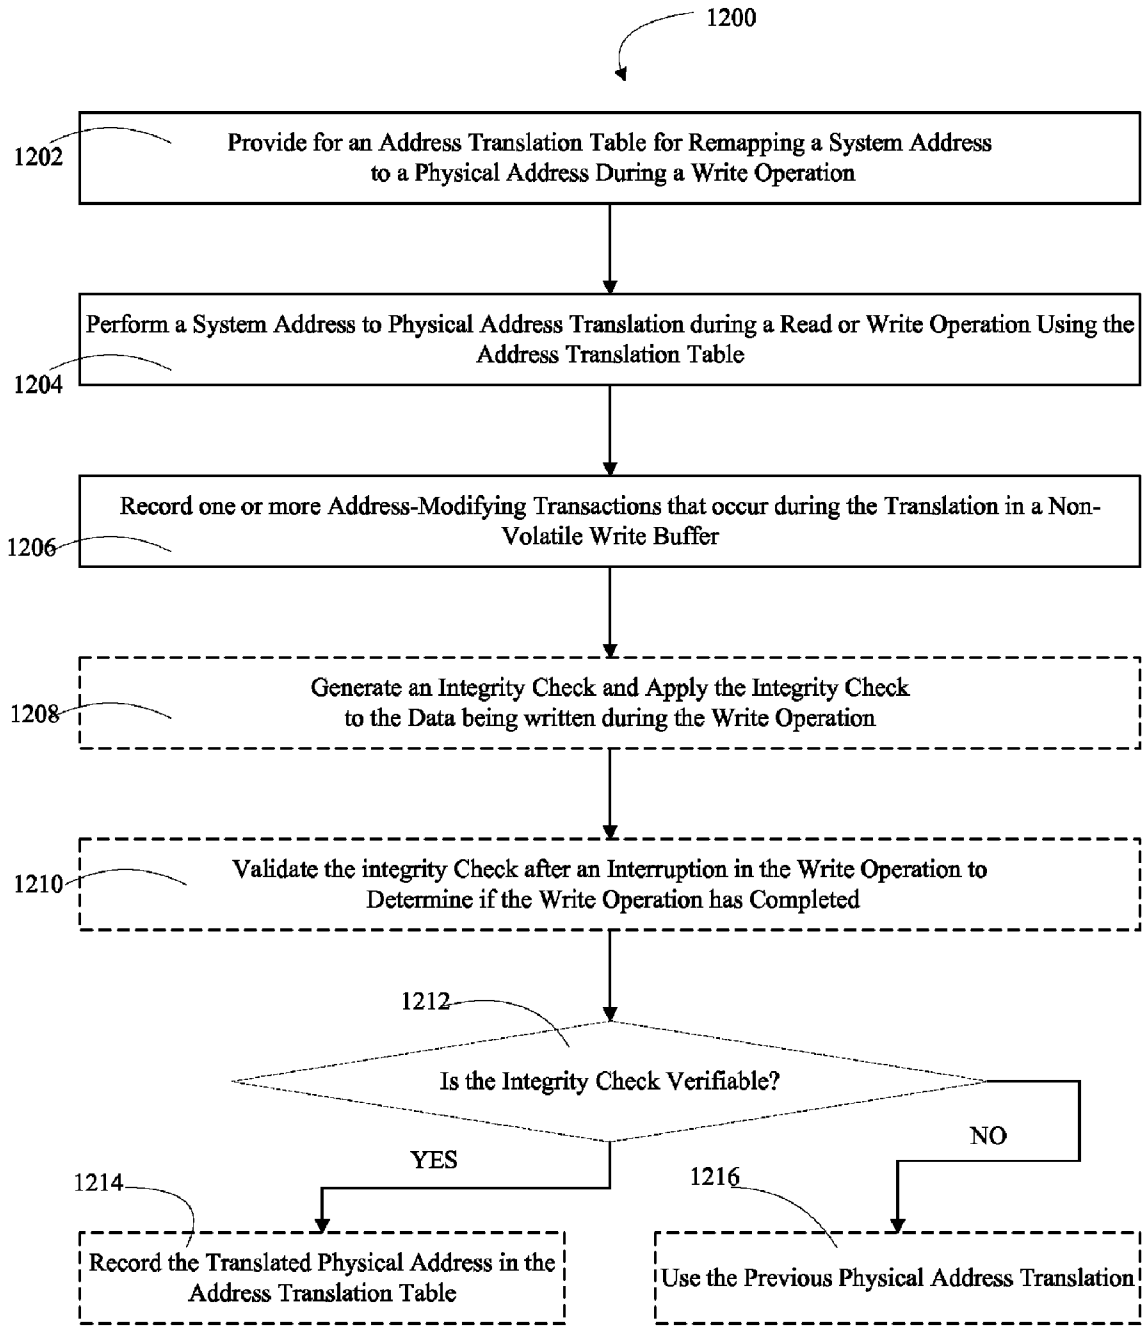 1200
1202
Provide for an Address Translation Table for Remapping a System Address
to a Physical Address During a Write Operation
Perform a System Address to Physical Address Translation during a Read or Write Operation Using the
Address Translation Table
1204
Record one or more Address-Modifying Transactions that occur during the Translation in a Non-
Volatile Write Buffer
1206
Generate an Integrity Check and Apply the Integrity Check
to the Data being written during the Write Operation
1208
Validate the integrity Check after an Interruption in the Write Operation to
Determine if the Write Operation has Completed
1210
1212
Is the Integrity Check Verifiable?
YES
NO
1214
Record the Translated Physical Address in the
Address Translation Table
1216
Use the Previous Physical Address Translation